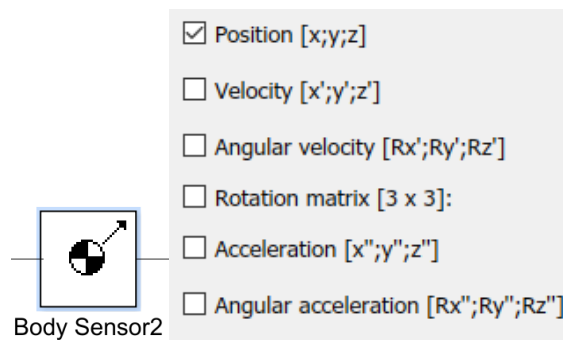 Position [x;y;z]
Velocity [x';y';z']
Angular velocity [Rx';Ry';Rz']
Rotation matrix [3 x 3]:
Acceleration [x";y";z"]
Angular acceleration [Rx";Ry";Rz"]
Body Sensor2